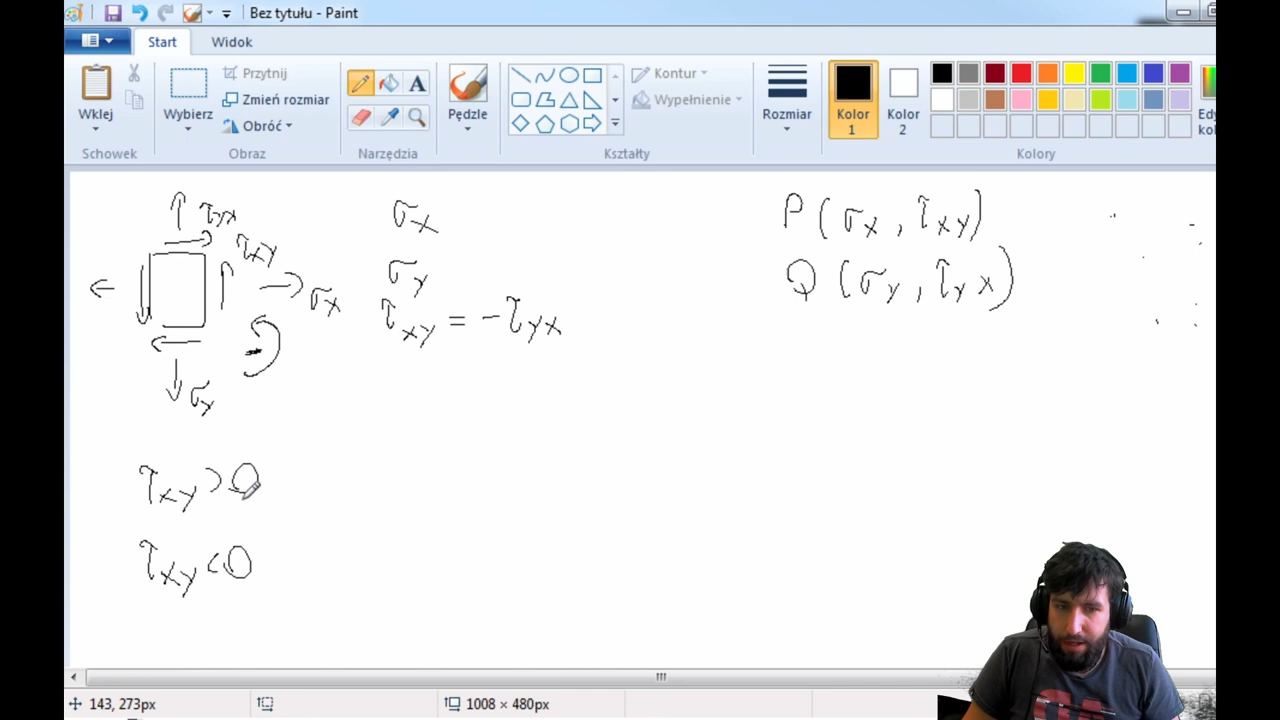 Bez tytułu - Paint
Start Widok
Wklej
Schowek
Wybierz
Przytnij
Zmień rozmiar
Obróć
Obraz
A
Narzędzia
Pędzle
Kontur
Wypełnienie
Kształty
Rozmiar
Kolor 1
Kolor 2
Kolory
τyx
τxy
σx
σy
σx
σy
τxy = -τyx
P (σx, τxy)
Q (σy, τyx)
τxy > 0
τxy < 0
143, 273px
1008 × 480px